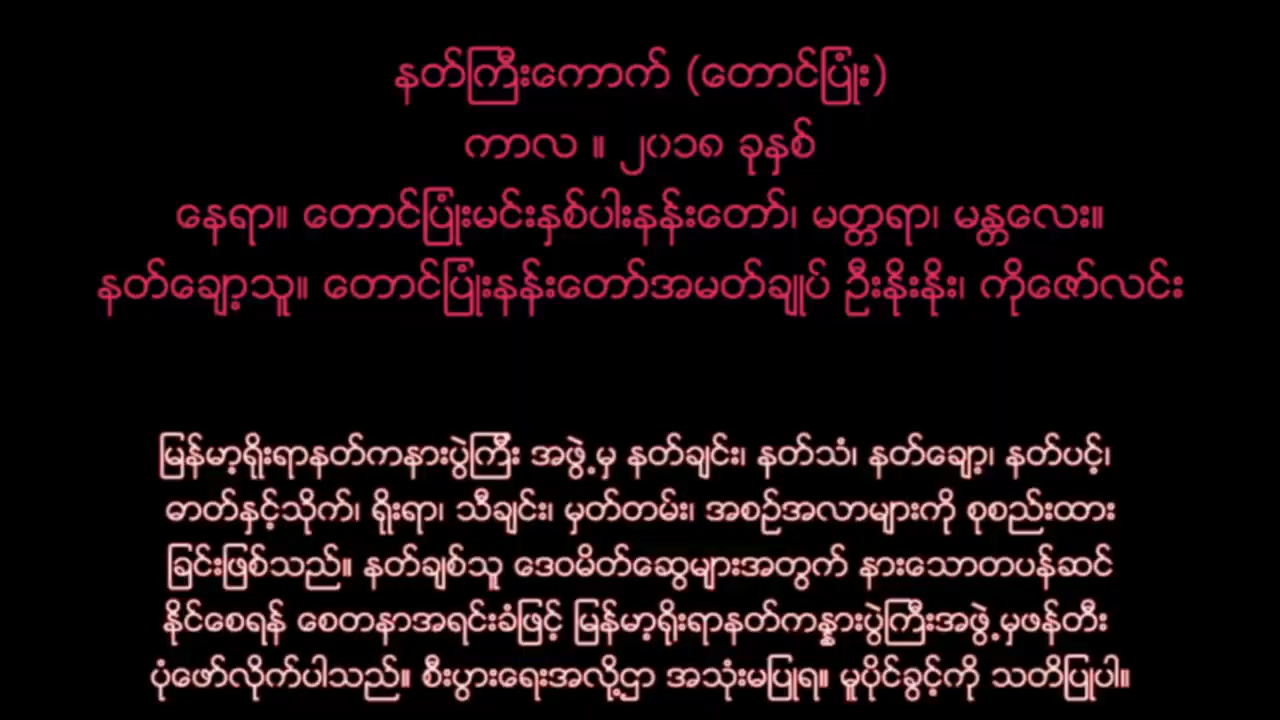 နတ်ကြီးကောက် (တောင်ပြုံး)
ကာလ ။ ၂၀၁၈ ခုနှစ်
နေရာ။ တောင်ပြုံးမင်းနှစ်ပါးနန်းတော်၊ မတ္တရာ၊ မန္တလေး။
နတ်ချော့သူ။ တောင်ပြုံးနန်းတော်အမတ်ချုပ် ဦးနိုးနိုး၊ ကိုဇော်လင်း
မြန်မာ့ရိုးရာနတ်ကနားပွဲကြီး အဖွဲ့မှ နတ်ချင်း၊ နတ်သံ၊ နတ်ချော့၊ နတ်ပင့်၊
ဓာတ်နှင့်သိုက်၊ ရိုးရာ၊ သီချင်း၊ မှတ်တမ်း၊ အစဉ်အလာများကို စုစည်းထား
ခြင်းဖြစ်သည်။ နတ်ချစ်သူ ဒေဝမိတ်ဆွေများအတွက် နားသောတပန်ဆင်
နိုင်စေရန် စေတနာအရင်းခံဖြင့် မြန်မာ့ရိုးရာနတ်ကန္နားပွဲကြီးအဖွဲ့မှဖန်တီး
ပုံဖော်လိုက်ပါသည်။ စီးပွားရေးအလို့ဌာ အသုံးမပြုရ။ မူပိုင်ခွင့်ကို သတိပြုပါ။